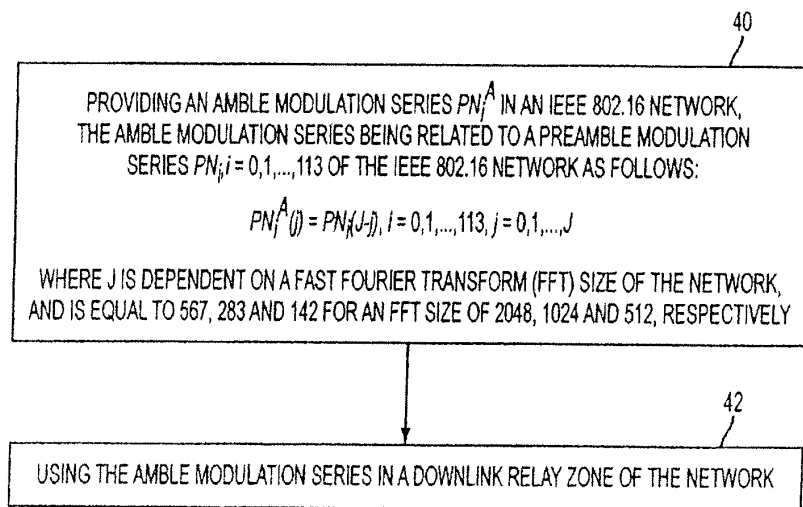 40
PROVIDING AN AMBLE MODULATION SERIES PN_i^A IN AN IEEE 802.16 NETWORK,
THE AMBLE MODULATION SERIES BEING RELATED TO A PREAMBLE MODULATION
SERIES PN_i, i = 0,1,...,113 OF THE IEEE 802.16 NETWORK AS FOLLOWS:
PN_i^A(j) = PN_i(J-j), i = 0,1,...,113, j = 0,1,...,J
WHERE J IS DEPENDENT ON A FAST FOURIER TRANSFORM (FFT) SIZE OF THE NETWORK,
AND IS EQUAL TO 567, 283 AND 142 FOR AN FFT SIZE OF 2048, 1024 AND 512, RESPECTIVELY
42
USING THE AMBLE MODULATION SERIES IN A DOWNLINK RELAY ZONE OF THE NETWORK